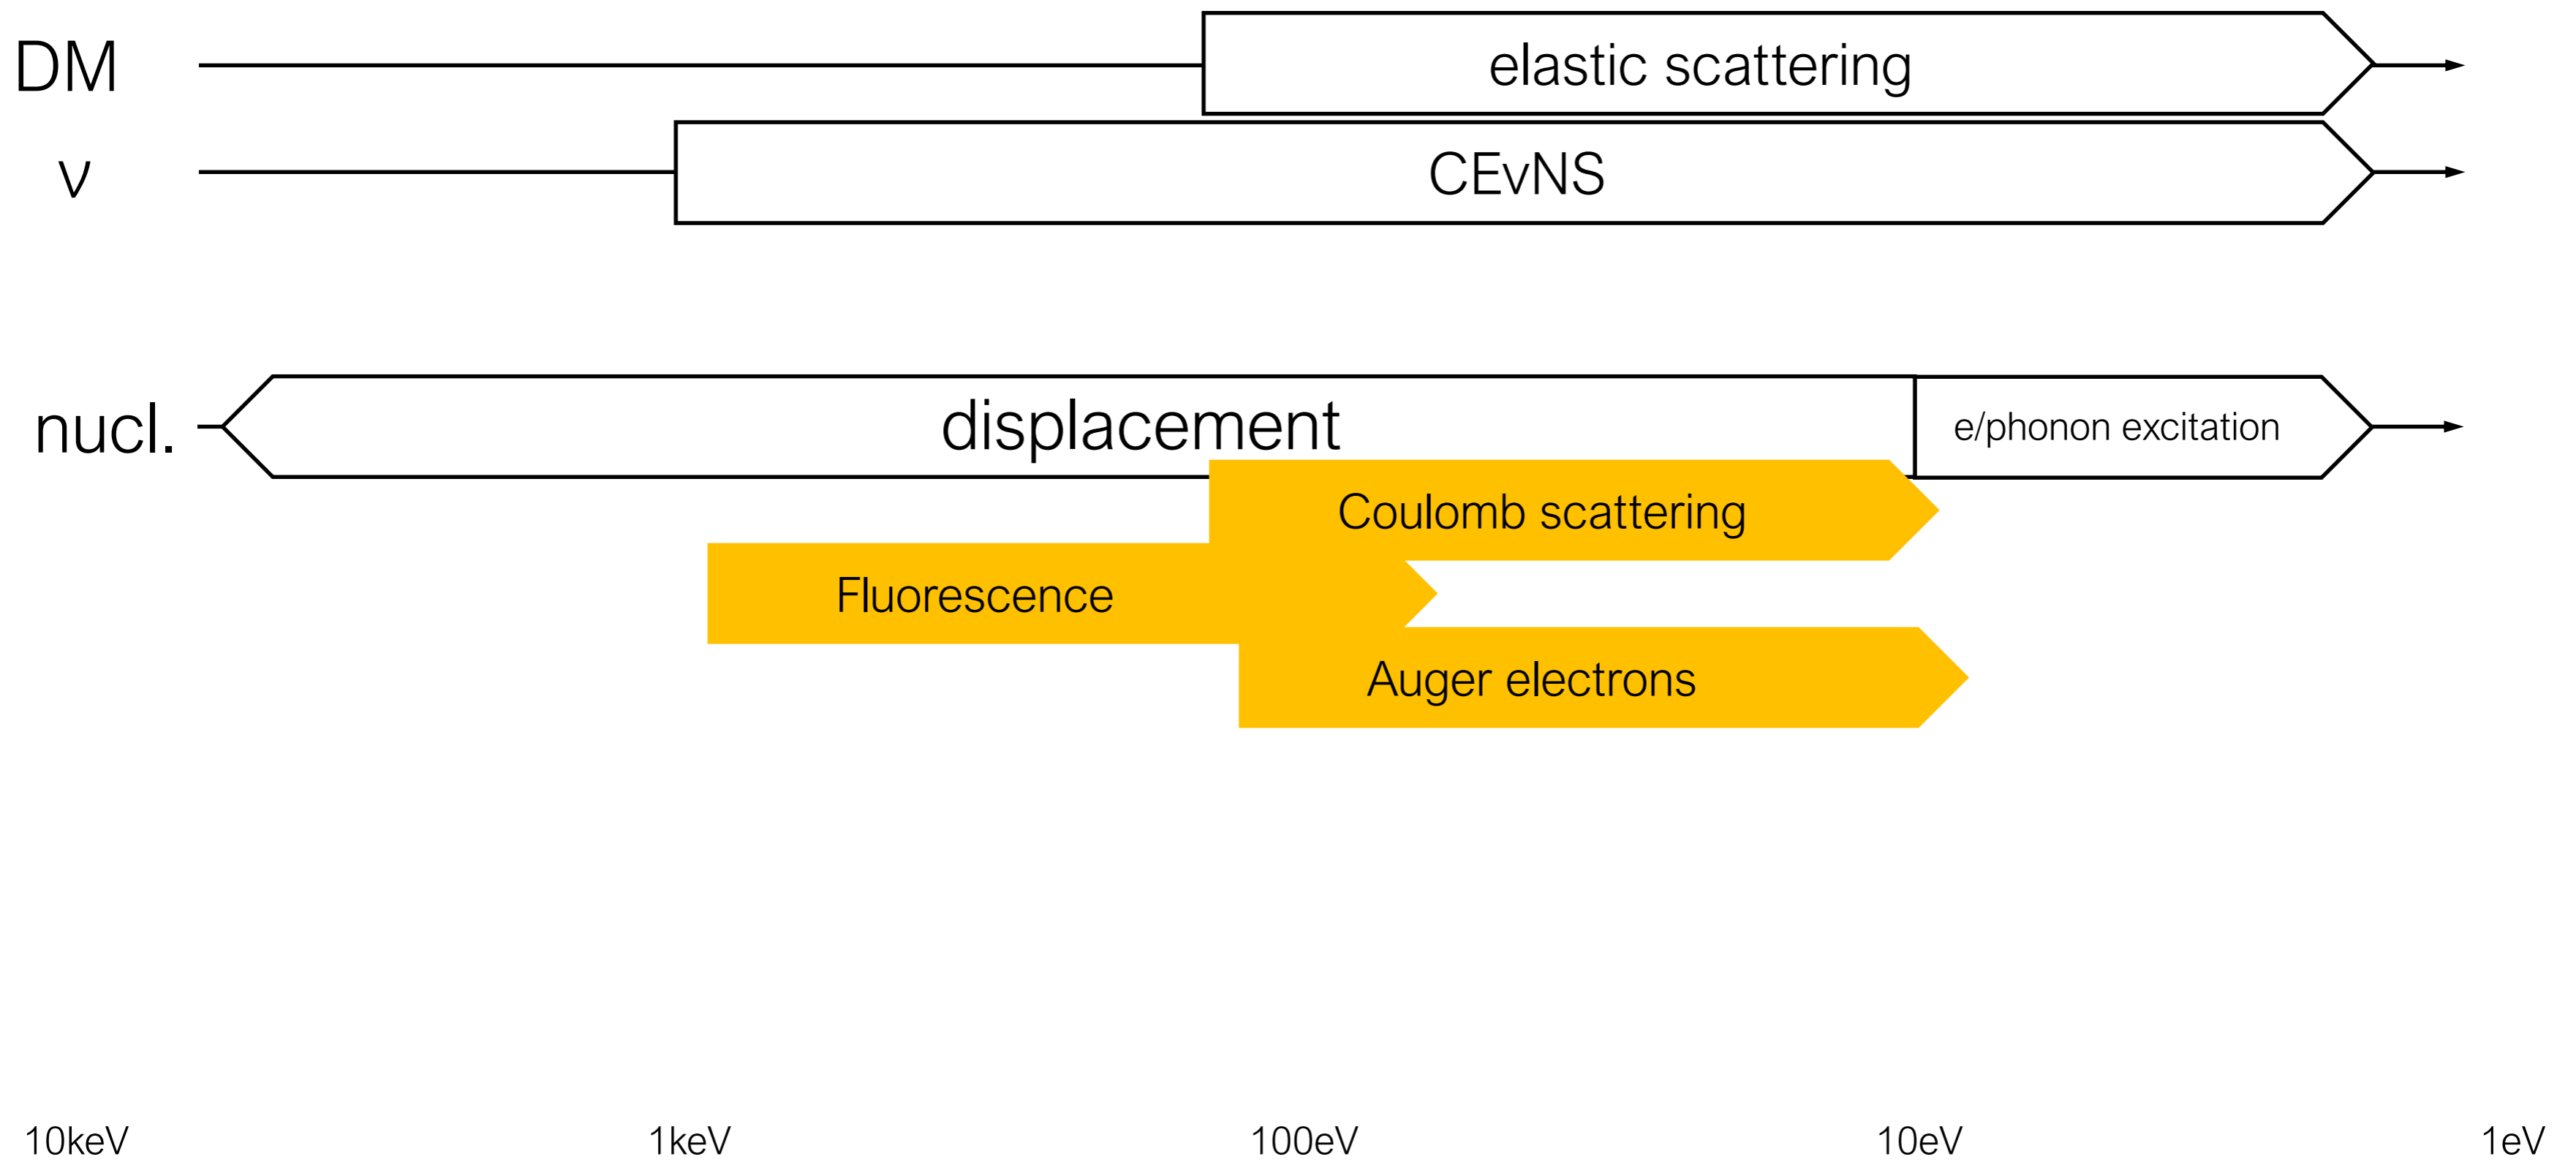 DM
elastic scattering
ν
CEνNS
nucl.
displacement
e/phonon excitation
Coulomb scattering
Fluorescence
Auger electrons
10keV
1keV
100eV
10eV
1eV